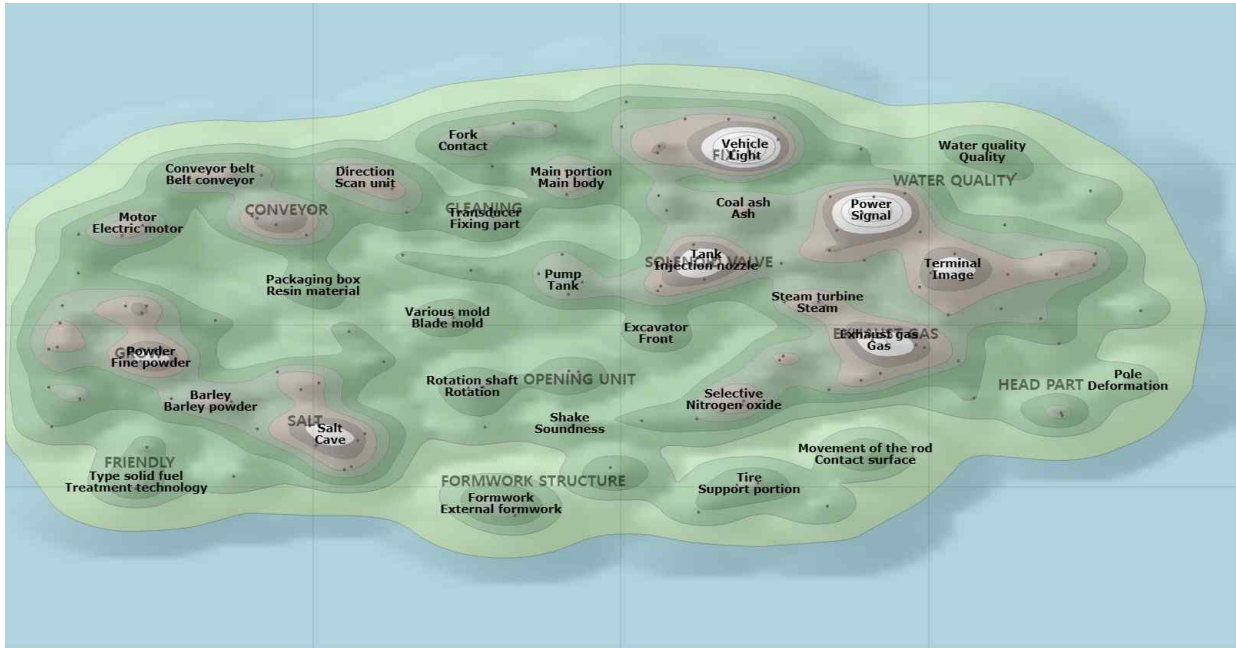 Fork
Contact
Vehicle
Light
Water quality
Quality
WATER QUALITY
Conveyor belt
Belt conveyor
Direction
Scan unit
Main portion
Main body
CONVEYOR
CLEANING
Transducer
Fixing part
Coal ash
Ash
Power
Signal
Motor
Electric motor
Tank
SOLENOID VALVE
Injection nozzle
Terminal
Image
Pump
Tank
Packaging box
Resin material
Steam turbine
Steam
Various mold
Blade mold
Excavator
Front
EXHAUST GAS
Exhaust gas
Gas
Powder
Fine powder
Rotation shaft
Rotation
OPENING UNIT
HEAD PART
Pole
Deformation
Barley
Barley powder
Selective
Nitrogen oxide
SALT
Salt
Cave
Shake
Soundness
Movement of the rod
Contact surface
FRIENDLY
Type solid fuel
Treatment technology
FORMWORK STRUCTURE
Formwork
External formwork
Tire
Support portion